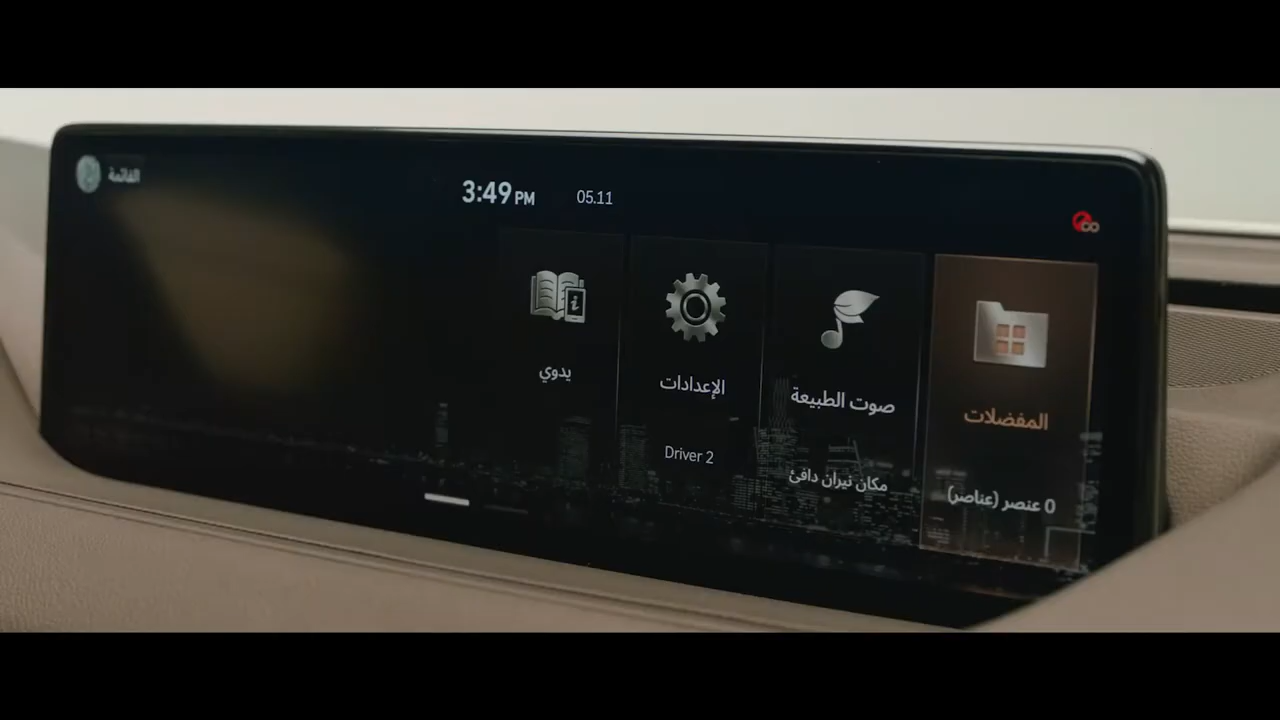 القائمة
3:49 PM 05.11
المفضلات
0 عنصر (عناصر)
صوت الطبيعة
مكان نيران دافئ
الإعدادات
Driver 2
يدوي